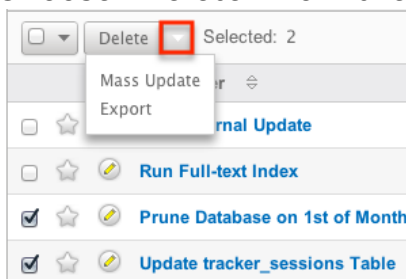 Delete Selected: 2
Mass Update
Export
rnal Update
Run Full-text Index
Prune Database on 1st of Month
Update tracker_sessions Table